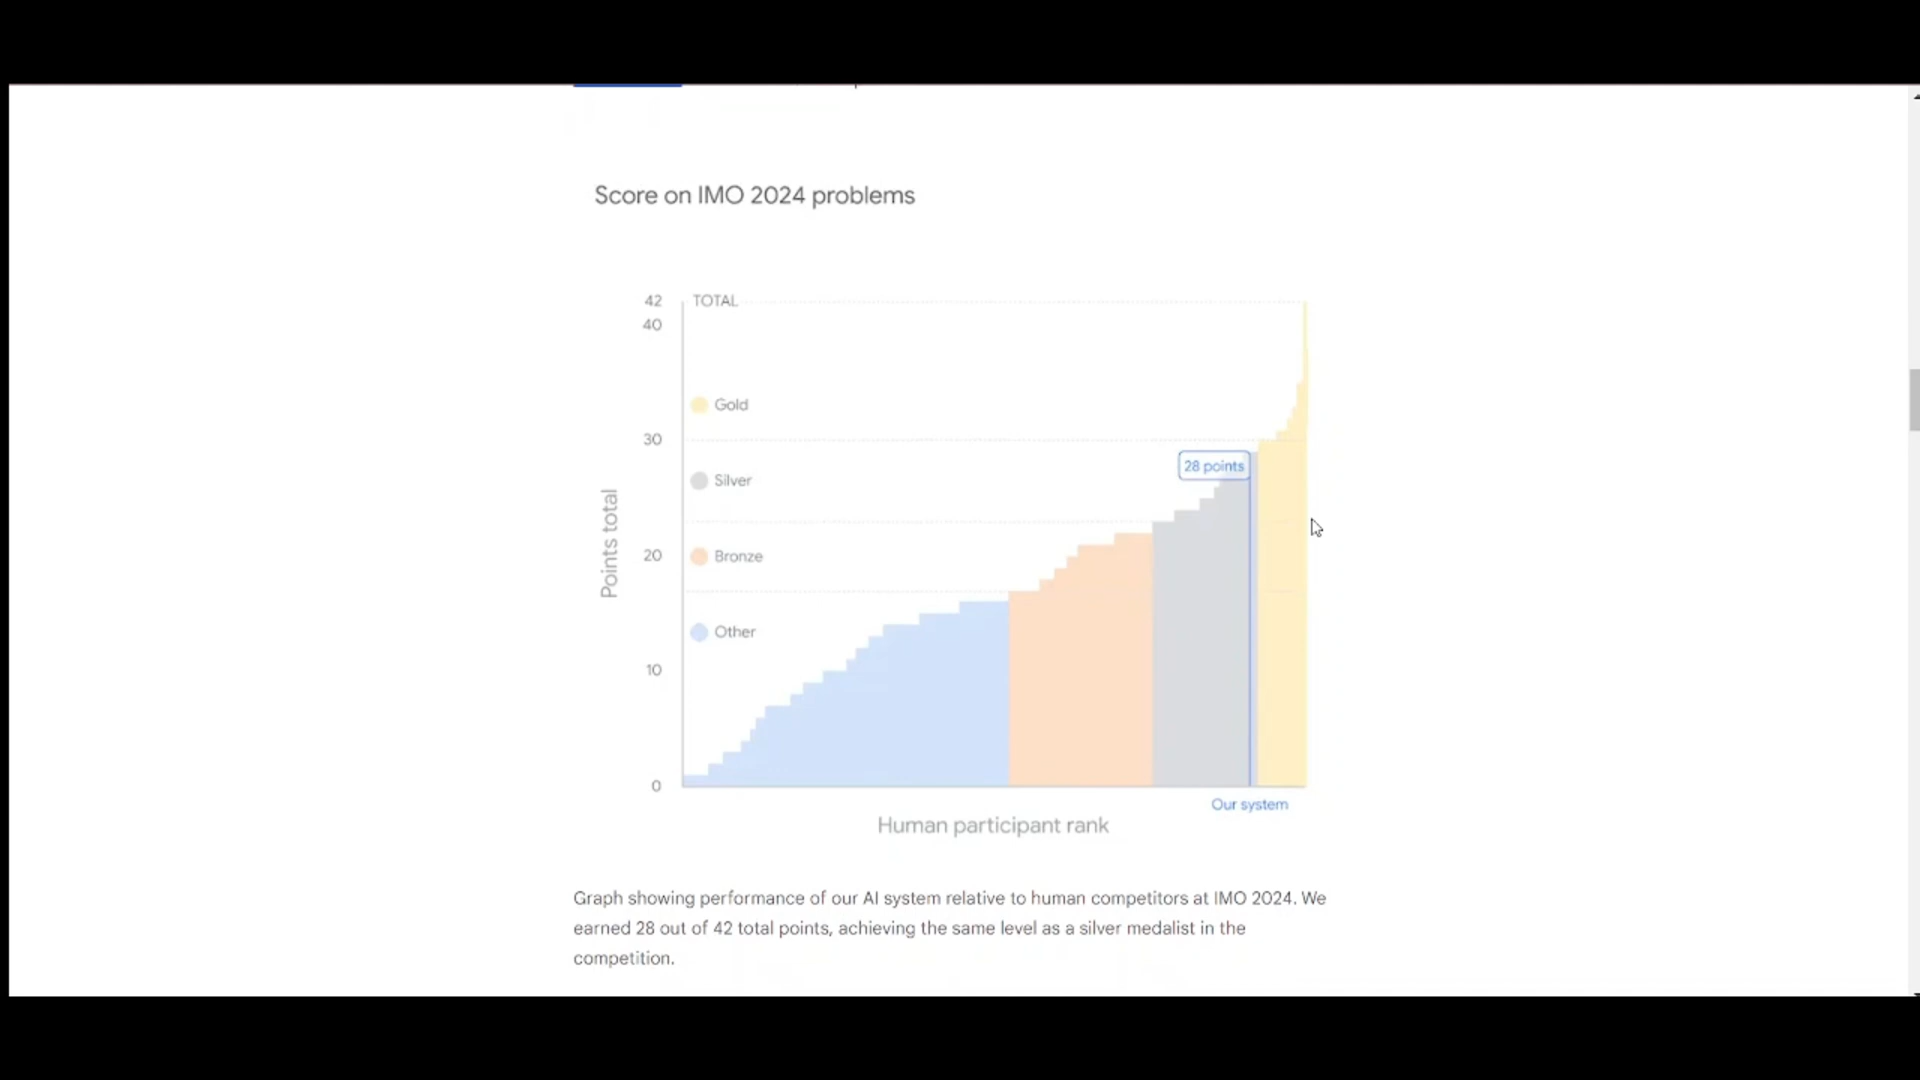 Score on IMO 2024 problems
42
TOTAL
40
Gold
30
28 points
Silver
Points total
20
Bronze
Other
10
0
Our system
Human participant rank
Graph showing performance of our AI system relative to human competitors at IMO 2024. We
earned 28 out of 42 total points, achieving the same level as a silver medalist in the
competition.